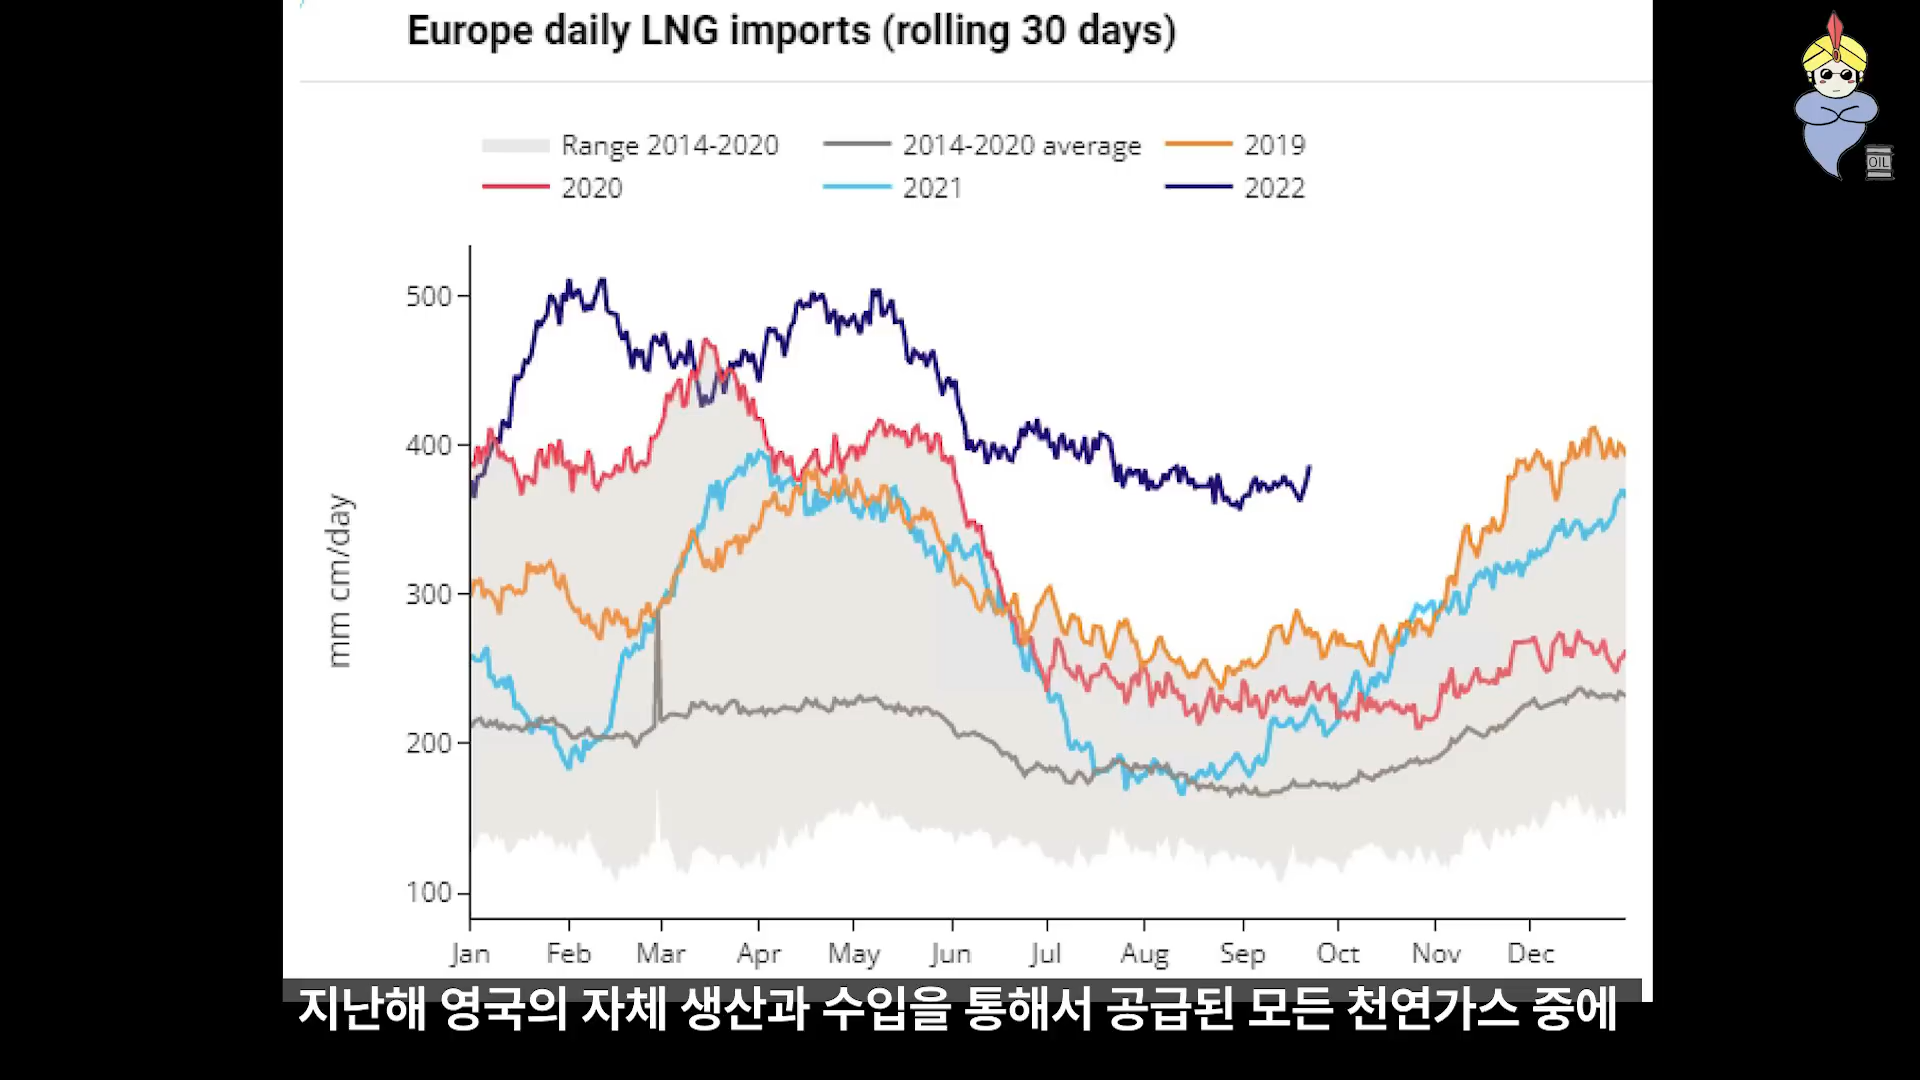 Europe daily LNG imports (rolling 30 days)
Range 2014-2020 2014-2020 average 2019
2020 2021 2022
OIL
mm cm/day
500
400
300
200
100
Jan Feb Mar Apr May Jun Jul Aug Sep Oct Nov Dec
지난해 영국의 자체 생산과 수입을 통해서 공급된 모든 천연가스 중에